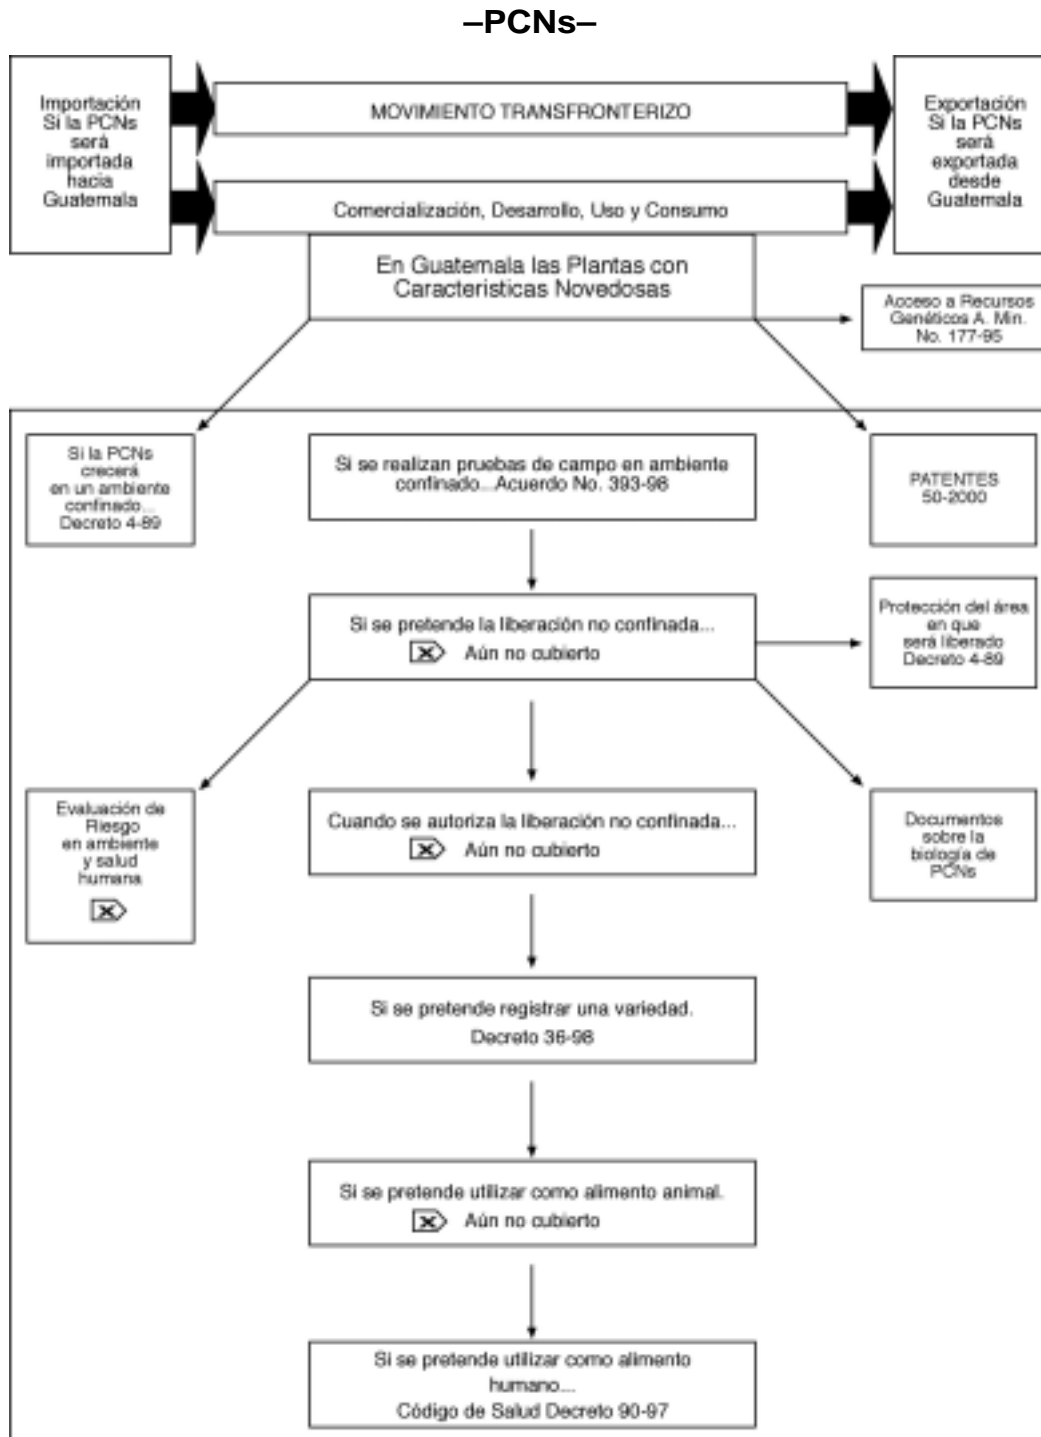 –PCNs–
Importación
Si la PCNs
será
importada
hacia
Guatemala
MOVIMIENTO TRANSFRONTERIZO
Exportación
Si la PCNs
será
exportada
desde
Guatemala
Comercialización, Desarrollo, Uso y Consumo
En Guatemala las Plantas con
Características Novedosas
Acceso a Recursos
Genéticos A. Min.
No. 177-95
Si la PCNs
crecerá
en un ambiente
confinado...
Decreto 4-89
Si se realizan pruebas de campo en ambiente
confinado...Acuerdo No. 393-98
PATENTES
50-2000
Si se pretende la liberación no confinada...
Aún no cubierto
Protección del área
en que
será liberado
Decreto 4-89
Evaluación de
Riesgo
en ambiente
y salud
humana
Cuando se autoriza la liberación no confinada...
Aún no cubierto
Documentos
sobre la
biología de
PCNs
Si se pretende registrar una variedad.
Decreto 36-98
Si se pretende utilizar como alimento animal.
Aún no cubierto
Si se pretende utilizar como alimento
humano...
Código de Salud Decreto 90-97